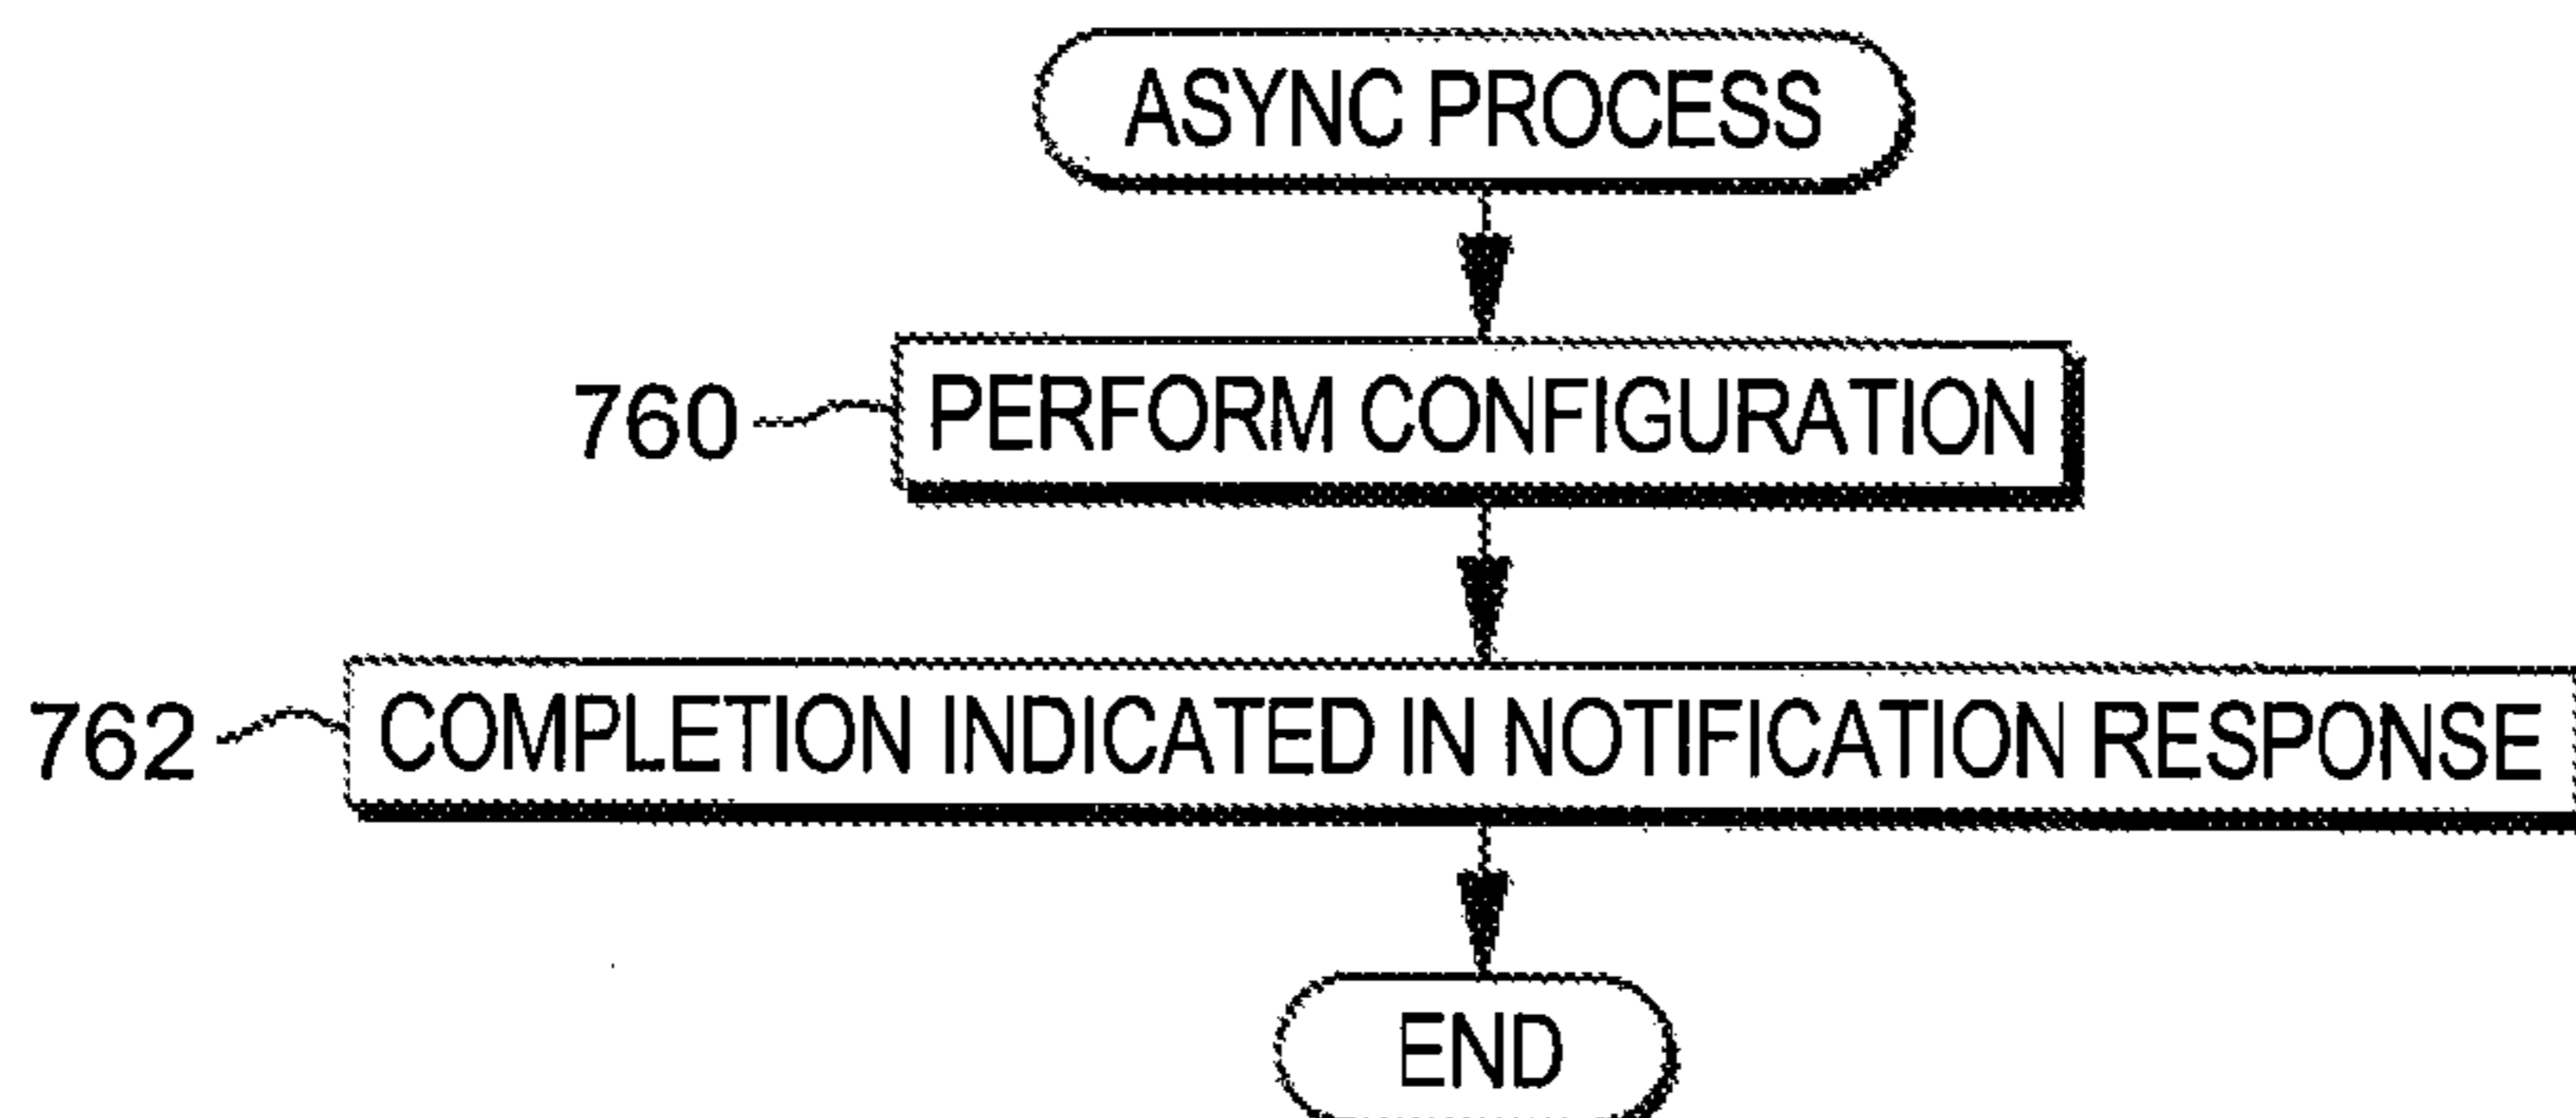 ASYNC PROCESS
760 PERFORM CONFIGURATION
762 COMPLETION INDICATED IN NOTIFICATION RESPONSE
END